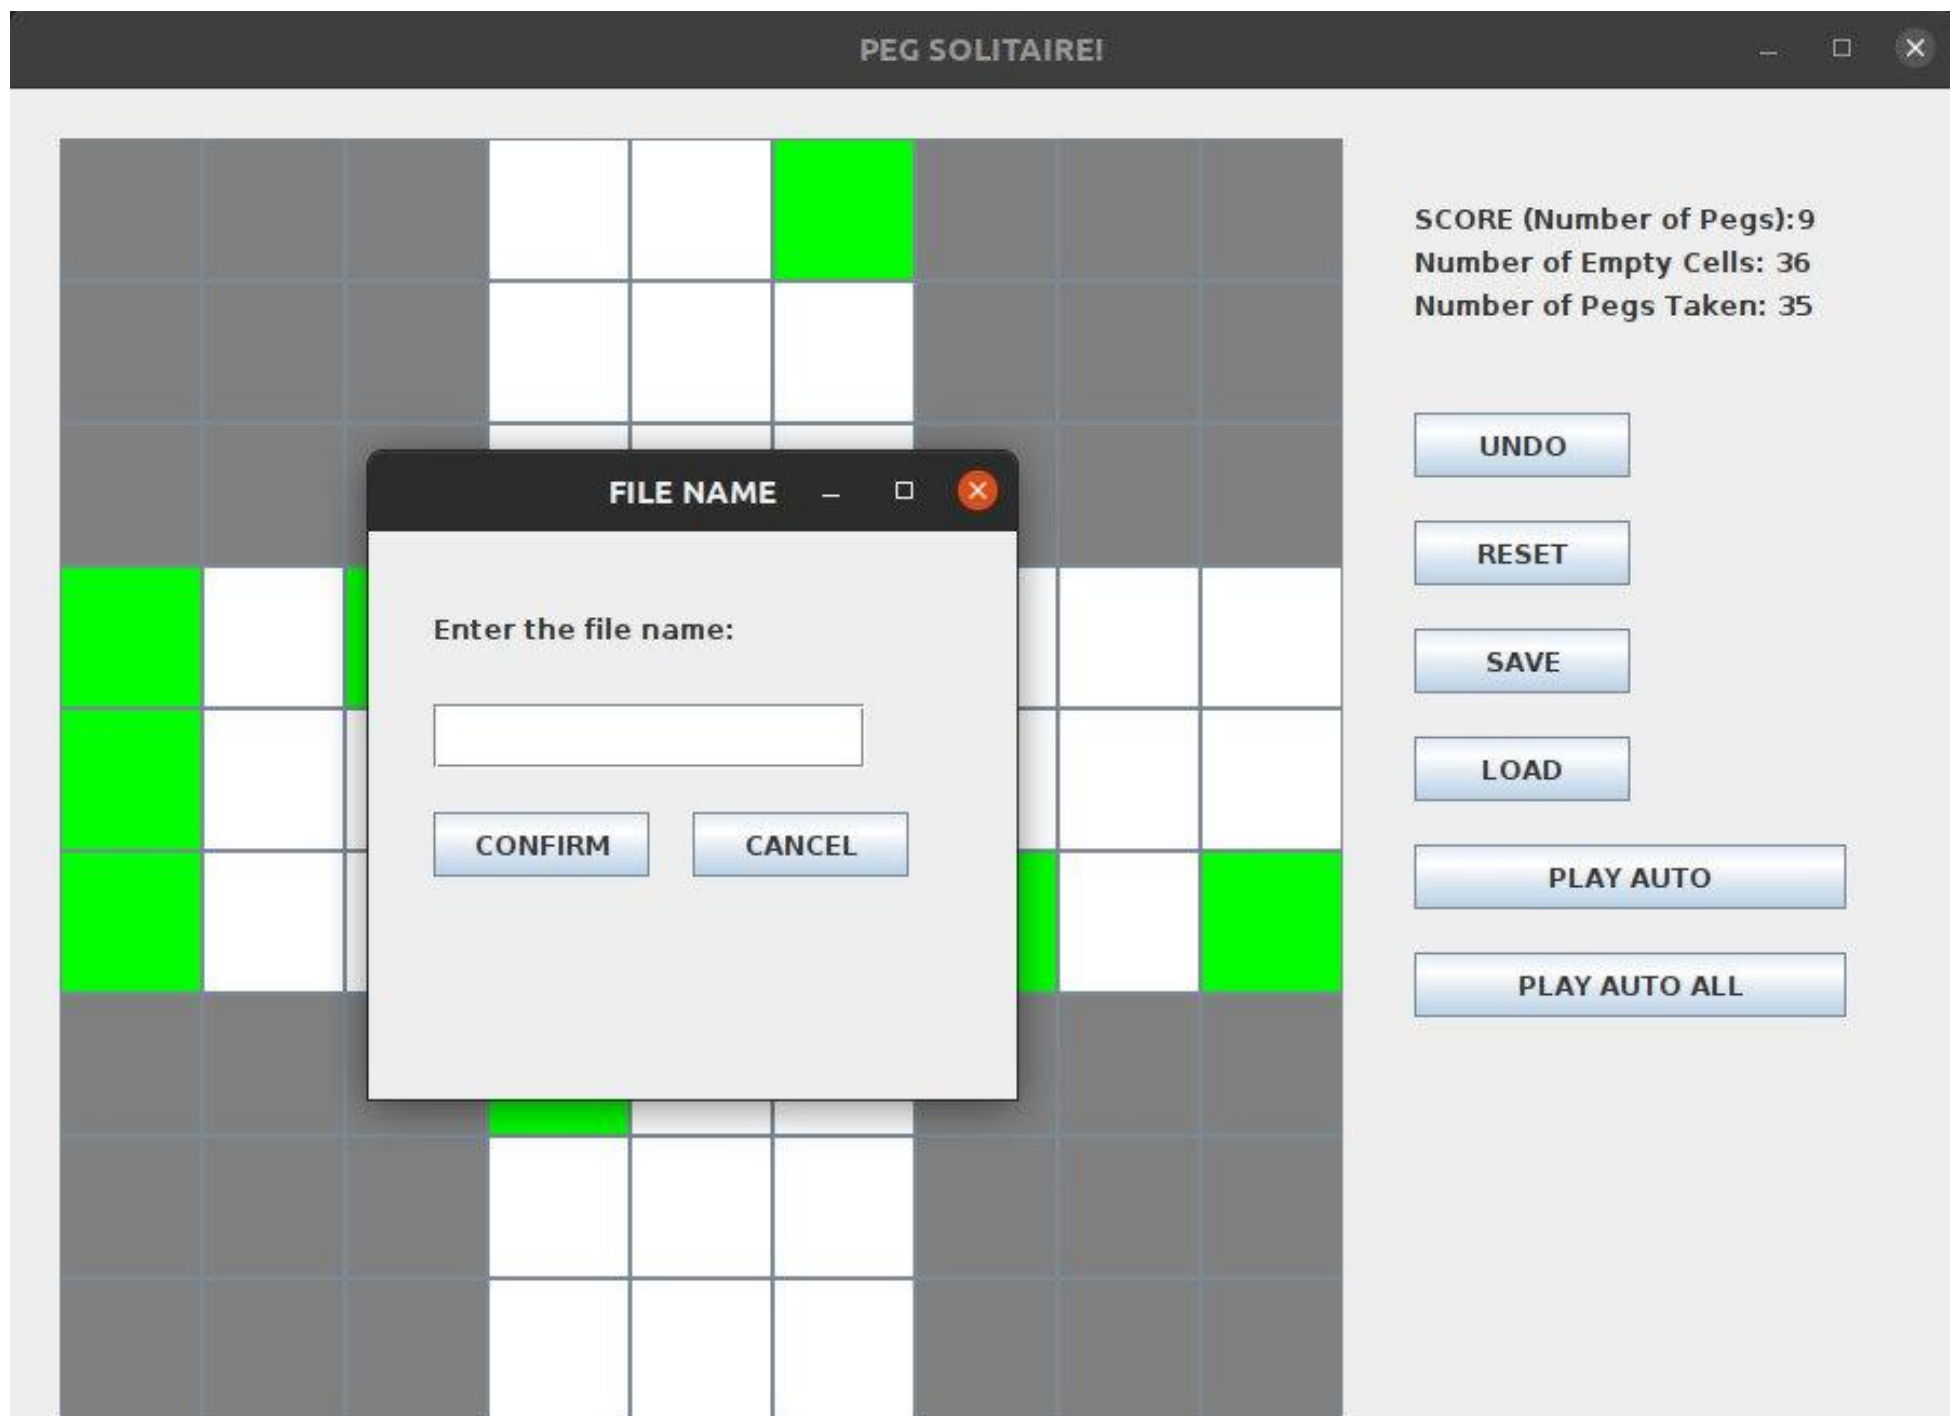 PEG SOLITAIRE!
SCORE (Number of Pegs):9
Number of Empty Cells: 36
Number of Pegs Taken: 35
UNDO
RESET
SAVE
LOAD
PLAY AUTO
PLAY AUTO ALL
FILE NAME
Enter the file name:
CONFIRM CANCEL